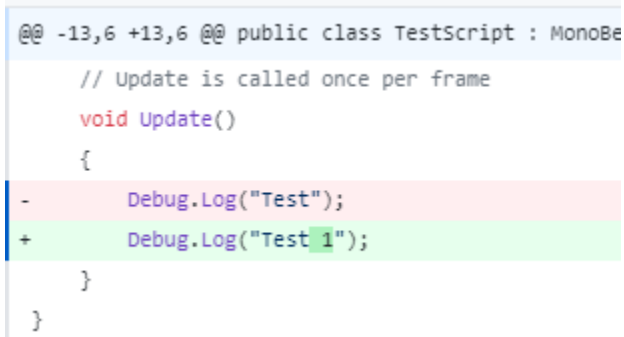 @@ -13,6 +13,6 @@ public class TestScript : MonoBe
// Update is called once per frame
void Update()
{
- Debug.Log("Test");
+ Debug.Log("Test 1");
}
}